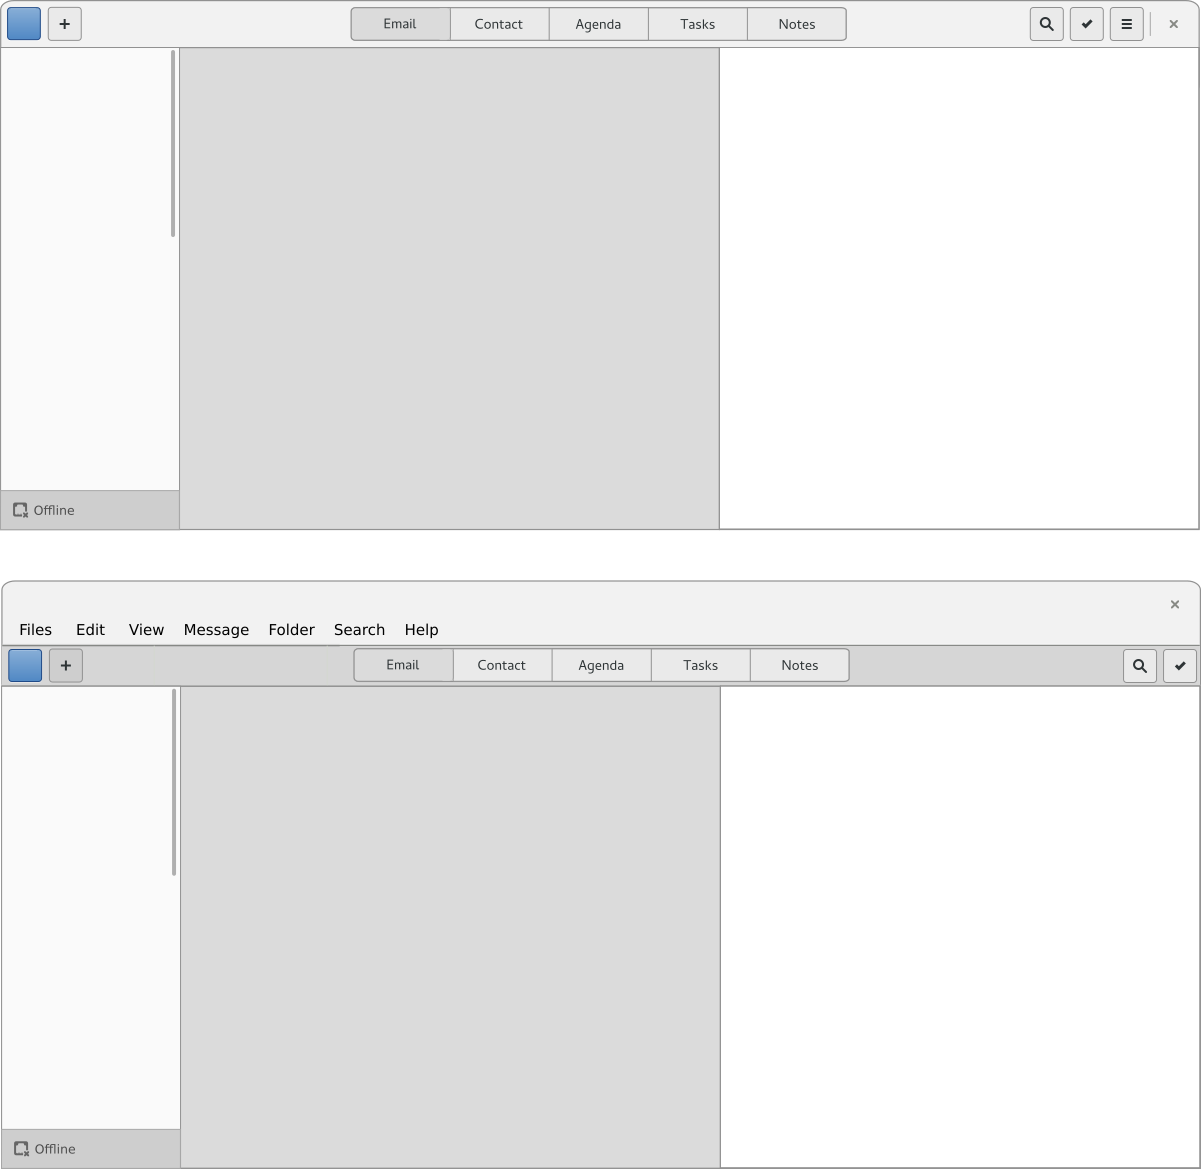 Email Contact Agenda Tasks Notes
Offline
Files Edit View Message Folder Search Help
Email Contact Agenda Tasks Notes
Offline